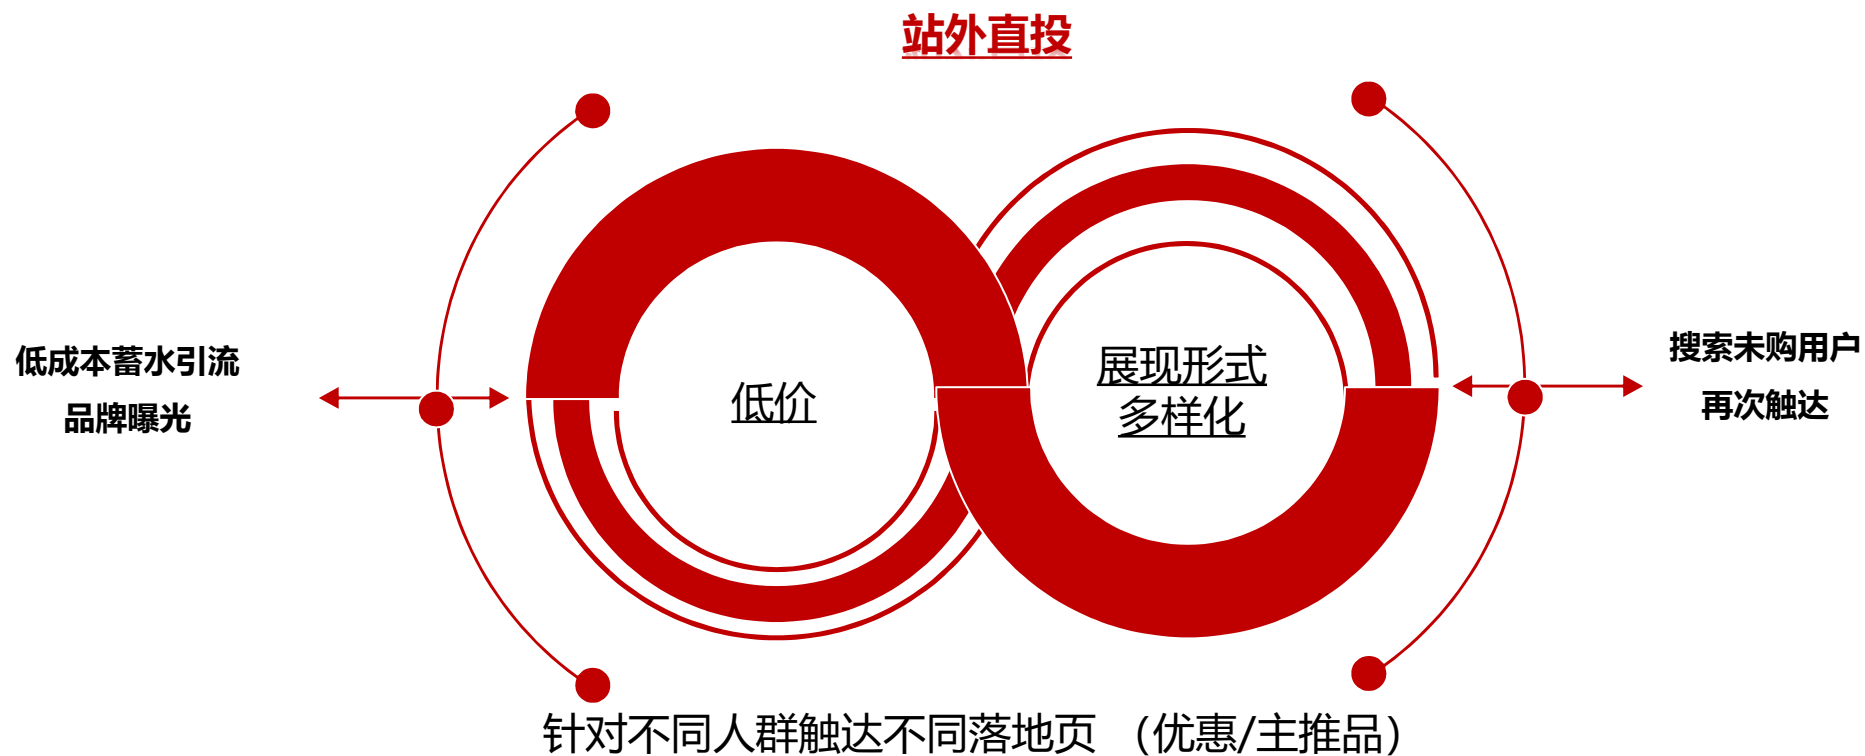 站外直投
低成本蓄水引流
品牌曝光
低价
展现形式
多样化
搜索未购用户
再次触达
针对不同人群触达不同落地页 （优惠/主推品）